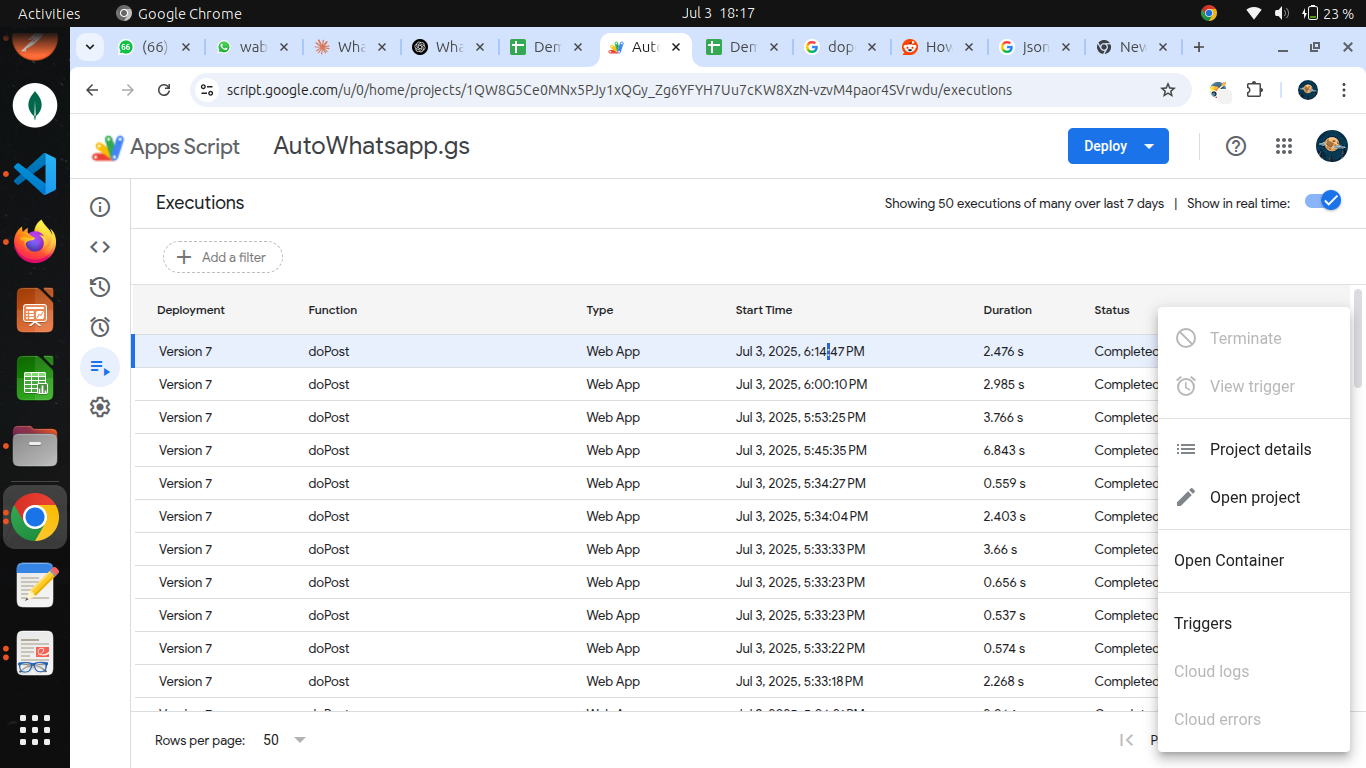 Activities
Google Chrome
Jul 3 18:17
23 %
(66)
wab
Wha
Wha
Dem
Aut
Dem
dop
How
Json
New
script.google.com/u/0/home/projects/1QW8G5Ce0MNx5PJy1xQGy_Zg6YFYH7Uu7cKW8XzN-vzvM4paor4SVrwdu/executions
Apps Script
AutoWhatsapp.gs
Deploy
Executions
Showing 50 executions of many over last 7 days | Show in real time:
Add a filter
Deployment Function Type Start Time Duration Status
Version 7 doPost Web App Jul 3, 2025, 6:14:47 PM 2.476 s Completed
Version 7 doPost Web App Jul 3, 2025, 6:00:10 PM 2.985 s Completed
Version 7 doPost Web App Jul 3, 2025, 5:53:25 PM 3.766 s Completed
Version 7 doPost Web App Jul 3, 2025, 5:45:35 PM 6.843 s Completed
Version 7 doPost Web App Jul 3, 2025, 5:34:27 PM 0.559 s Completed
Version 7 doPost Web App Jul 3, 2025, 5:34:04 PM 2.403 s Completed
Version 7 doPost Web App Jul 3, 2025, 5:33:33 PM 3.66 s Completed
Version 7 doPost Web App Jul 3, 2025, 5:33:23 PM 0.656 s Completed
Version 7 doPost Web App Jul 3, 2025, 5:33:23 PM 0.537 s Completed
Version 7 doPost Web App Jul 3, 2025, 5:33:22 PM 0.574 s Completed
Version 7 doPost Web App Jul 3, 2025, 5:33:18 PM 2.268 s Completed
Terminate
View trigger
Project details
Open project
Open Container
Triggers
Cloud logs
Cloud errors
Rows per page: 50